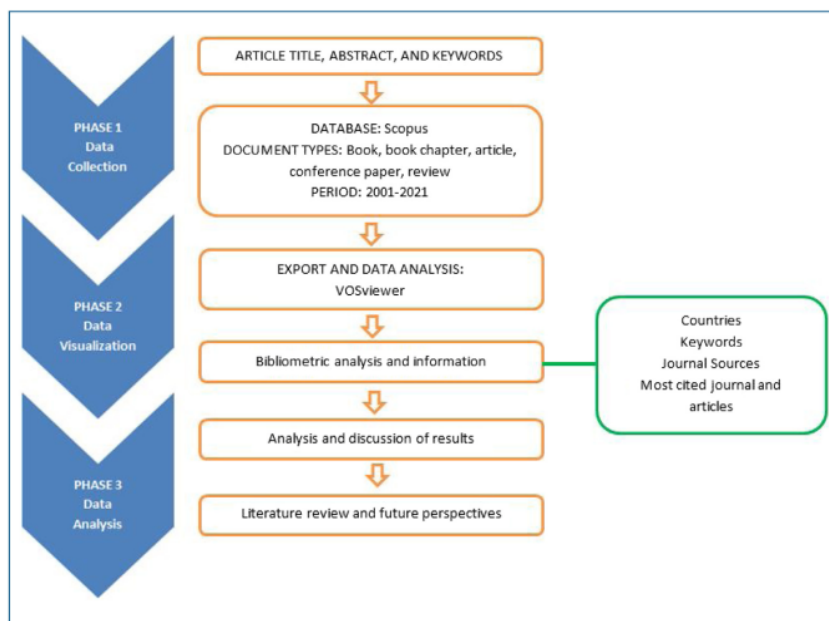 ARTICLE TITLE, ABSTRACT, AND KEYWORDS
PHASE 1
Data
Collection
DATABASE: Scopus
DOCUMENT TYPES: Book, book chapter, article,
conference paper, review
PERIOD: 2001-2021
PHASE 2
Data
Visualization
EXPORT AND DATA ANALYSIS:
VOSviewer
Bibliometric analysis and information
Countries
Keywords
Journal Sources
Most cited journal and
articles
PHASE 3
Data
Analysis
Analysis and discussion of results
Literature review and future perspectives